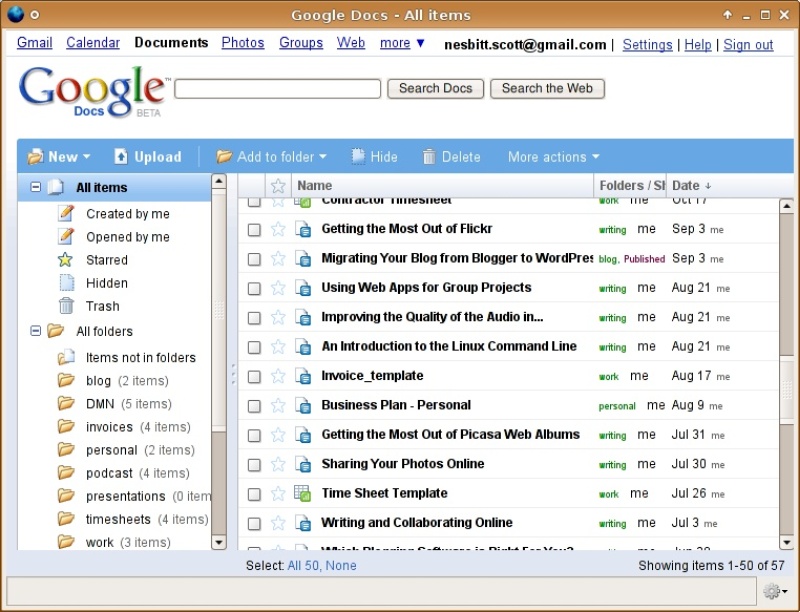 Google Docs - All items
Gmail Calendar Documents Photos Groups Web more ▼ nesbitt.scott@gmail.com | Settings | Help | Sign out
Google™ Docs BETA Search Docs Search the Web
New Upload Add to folder Hide Delete More actions
All items
Created by me
Opened by me
Starred
Hidden
Trash
All folders
Items not in folders
blog (2 items)
DMN (5 items)
invoices (4 items)
personal (2 items)
podcast (4 items)
presentations (0 item
timesheets (4 items)
work (3 items)
Name Folders / Sh Date ↓
Contractor Timesheet work me Oct 17
Getting the Most Out of Flickr writing me Sep 3 me
Migrating Your Blog from Blogger to WordPres blog, Published Sep 3 me
Using Web Apps for Group Projects writing me Aug 21 me
Improving the Quality of the Audio in... writing me Aug 21 me
An Introduction to the Linux Command Line writing me Aug 21 me
Invoice_template work me Aug 17 me
Business Plan - Personal personal me Aug 9 me
Getting the Most Out of Picasa Web Albums writing me Jul 31 me
Sharing Your Photos Online writing me Jul 30 me
Time Sheet Template work me Jul 26 me
Writing and Collaborating Online writing me Jul 3 me
Which Blogging Software is Right For You?
Select: All 50, None Showing items 1-50 of 57